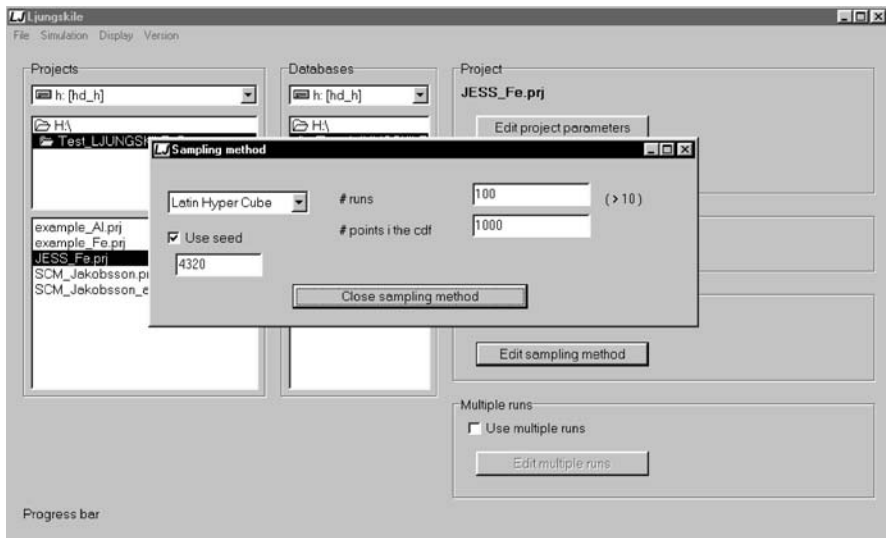 LJ Ljungskile
File Simulation Display Version
Projects
h: [hd_h]
H:\
Test_LJUNGSK
example_Al.prj
example_Fe.prj
JESS_Fe.prj
SCM_Jakobsson.p
SCM_Jakobsson_e
Databases
h: [hd_h]
H:\
Project
JESS_Fe.prj
Edit project parameters
LJ Sampling method
Latin Hyper Cube
# runs
100
( > 10 )
Use seed
# points i the cdf
1000
4320
Close sampling method
Edit sampling method
Multiple runs
Use multiple runs
Edit multiple runs
Progress bar